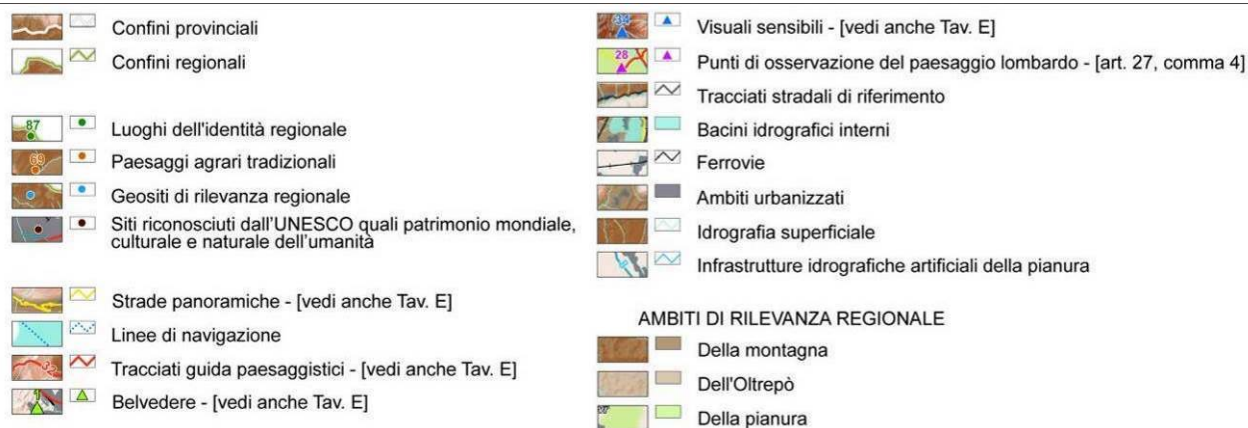 Confini provinciali
Confini regionali
87
Luoghi dell'identità regionale
69
Paesaggi agrari tradizionali
Geositi di rilevanza regionale
Siti riconosciuti dall'UNESCO quali patrimonio mondiale,
culturale e naturale dell'umanità
Strade panoramiche - [vedi anche Tav. E]
Linee di navigazione
32
Tracciati guida paesaggistici - [vedi anche Tav. E]
Belvedere - [vedi anche Tav. E]
34
Visuali sensibili - [vedi anche Tav. E]
28
Punti di osservazione del paesaggio lombardo - [art. 27, comma 4]
Tracciati stradali di riferimento
Bacini idrografici interni
Ferrovie
Ambiti urbanizzati
Idrografia superficiale
Infrastrutture idrografiche artificiali della pianura
AMBITI DI RILEVANZA REGIONALE
Della montagna
Dell'Oltrepò
Della pianura